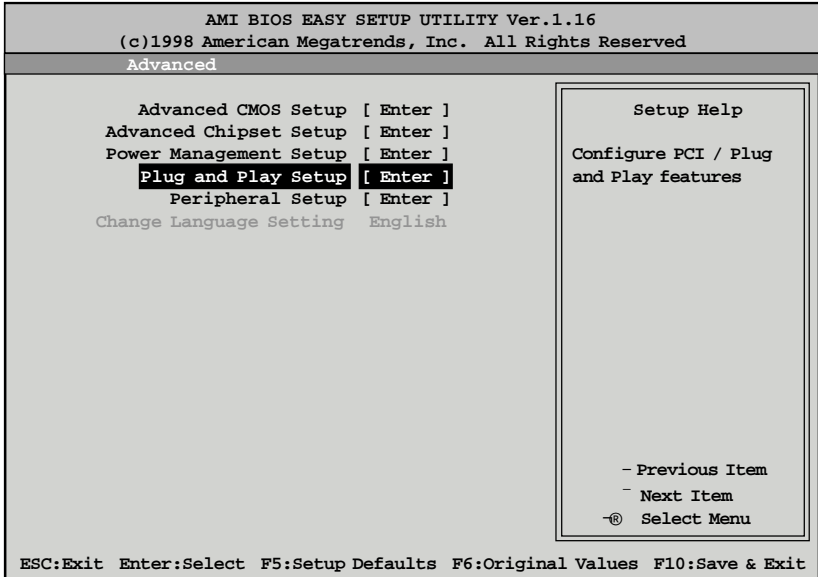 AMI BIOS EASY SETUP UTILITY Ver.1.16
(c)1998 American Megatrends, Inc. All Rights Reserved
Advanced
Advanced CMOS Setup [ Enter ]
Advanced Chipset Setup [ Enter ]
Power Management Setup [ Enter ]
Plug and Play Setup [ Enter ]
Peripheral Setup [ Enter ]
Change Language Setting English
Setup Help
Configure PCI / Plug
and Play features
– Previous Item
¯ Next Item
¬® Select Menu
ESC:Exit Enter:Select F5:Setup Defaults F6:Original Values F10:Save & Exit